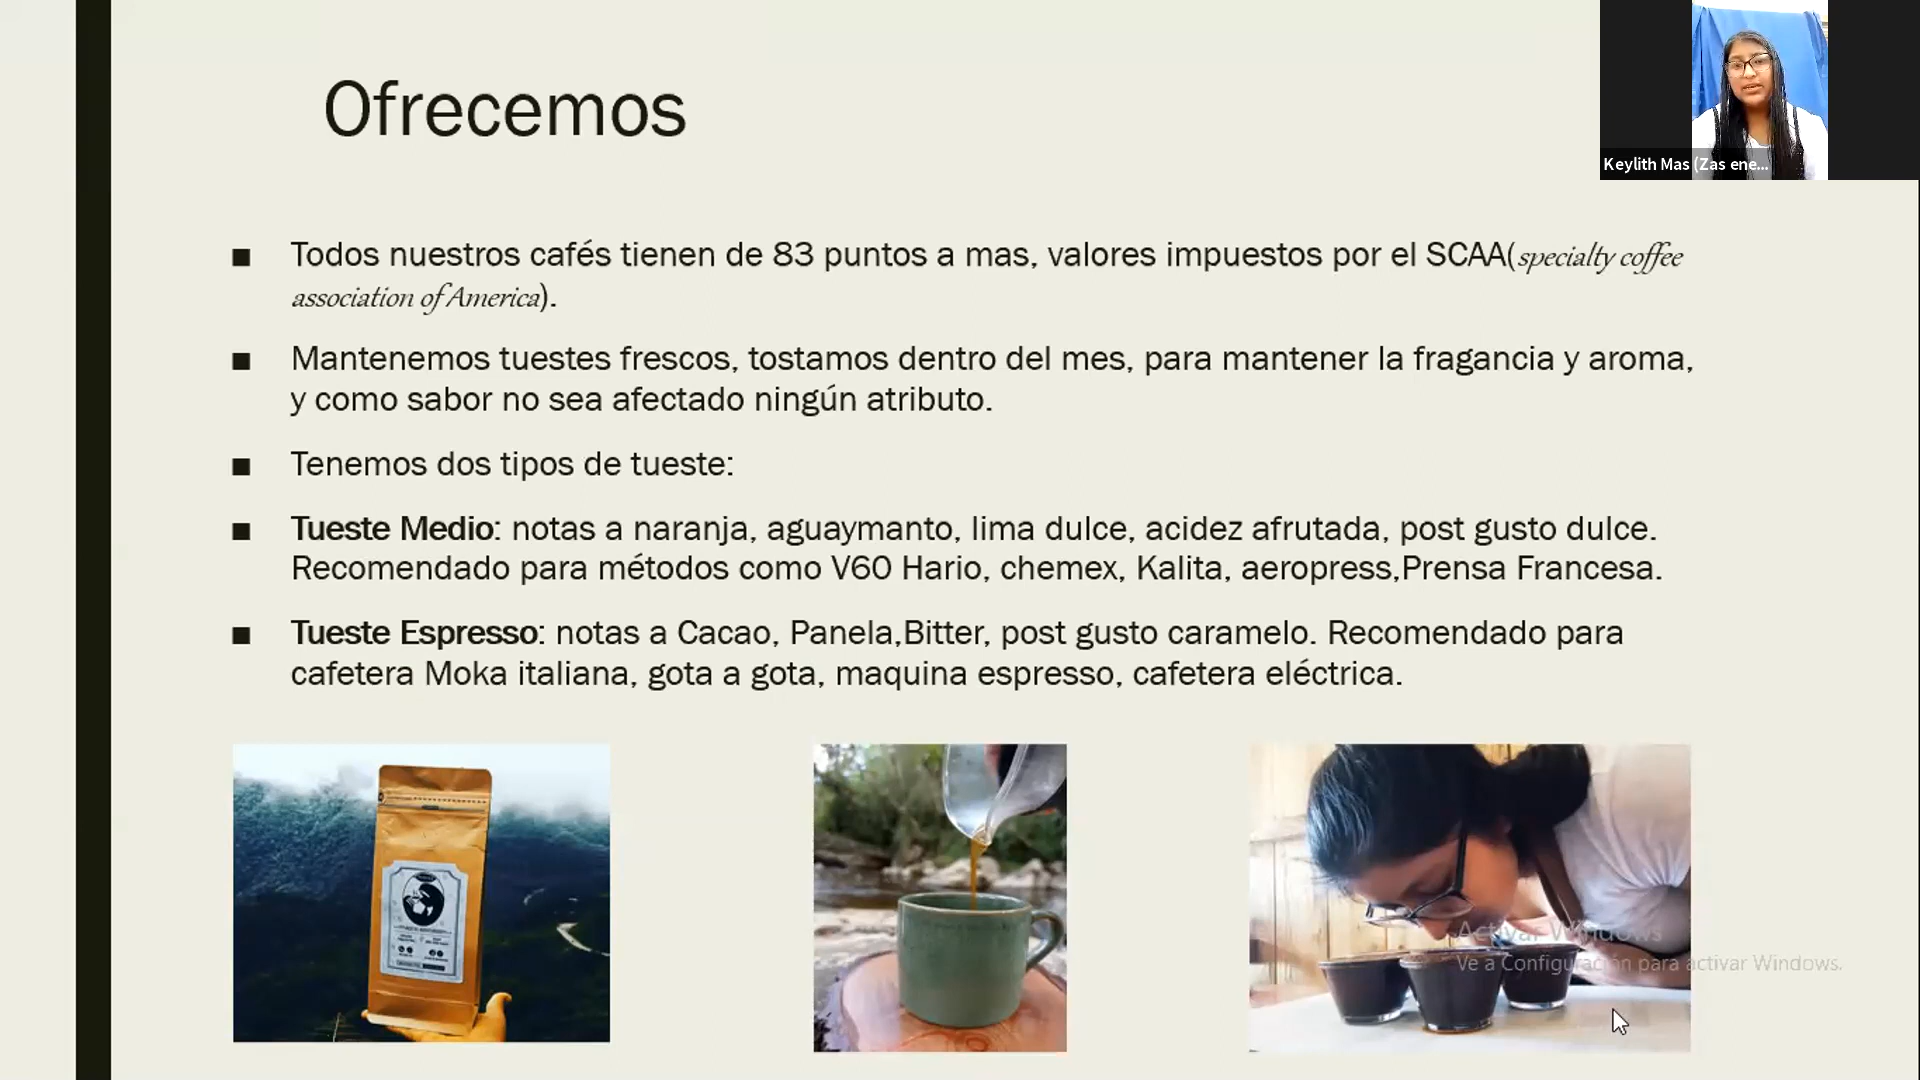 Ofrecemos
Keylith Mas (Zas ene...
■ Todos nuestros cafés tienen de 83 puntos a mas, valores impuestos por el SCAA(specialty coffee
association of America).
■ Mantenemos tuestes frescos, tostamos dentro del mes, para mantener la fragancia y aroma,
y como sabor no sea afectado ningún atributo.
■ Tenemos dos tipos de tueste:
■ Tueste Medio: notas a naranja, aguaymanto, lima dulce, acidez afrutada, post gusto dulce.
Recomendado para métodos como V60 Hario, chemex, Kalita, aeropress,Prensa Francesa.
■ Tueste Espresso: notas a Cacao, Panela,Bitter, post gusto caramelo. Recomendado para
cafetera Moka italiana, gota a gota, maquina espresso, cafetera eléctrica.
Activar Windows
Ve a Configuración para activar Windows.